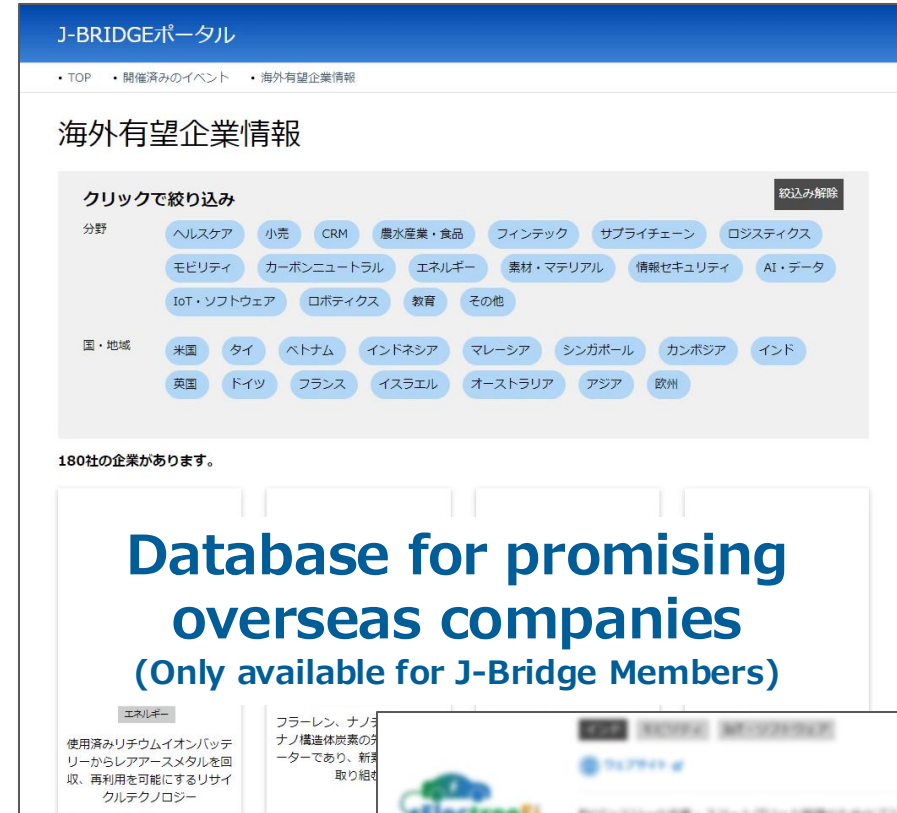 J-BRIDGEポータル
• TOP • 開催済みのイベント • 海外有望企業情報
海外有望企業情報
クリックで絞り込み
絞込み解除
分野
ヘルスケア 小売 CRM 農水産業・食品 フィンテック サプライチェーン ロジスティクス
モビリティ カーボンニュートラル エネルギー 素材・マテリアル 情報セキュリティ AI・データ
IoT・ソフトウェア ロボティクス 教育 その他
国・地域
米国 タイ ベトナム インドネシア マレーシア シンガポール カンボジア インド
英国 ドイツ フランス イスラエル オーストラリア アジア 欧州
180社の企業があります。
Database for promising
overseas companies
(Only available for J-Bridge Members)
エネルギー
使用済みリチウムイオンバッテ
リーからレアアースメタルを回
収、再利用を可能にするリサイ
クルテクノロジー
フラーレン、ナノ
ナノ構造体炭素の
ーターであり、新
取り組